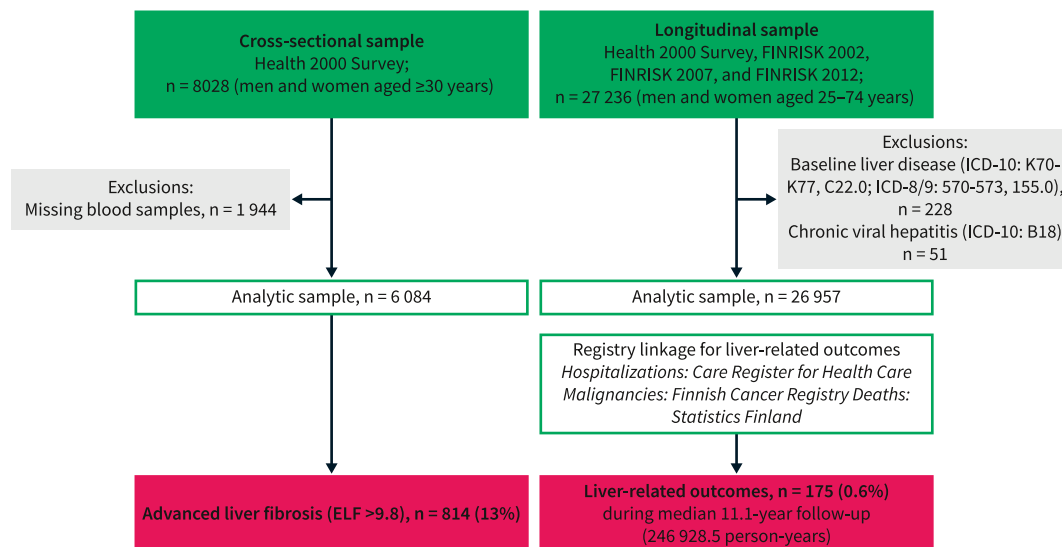 Cross-sectional sample
Health 2000 Survey;
n = 8028 (men and women aged ≥30 years)
Longitudinal sample
Health 2000 Survey, FINRISK 2002,
FINRISK 2007, and FINRISK 2012;
n = 27 236 (men and women aged 25–74 years)
Exclusions:
Missing blood samples, n = 1 944
Exclusions:
Baseline liver disease (ICD-10: K70-
K77, C22.0; ICD-8/9: 570-573, 155.0),
n = 228
Chronic viral hepatitis (ICD-10: B18)
n = 51
Analytic sample, n = 6 084
Analytic sample, n = 26 957
Registry linkage for liver-related outcomes
Hospitalizations: Care Register for Health Care
Malignancies: Finnish Cancer Registry Deaths:
Statistics Finland
Advanced liver fibrosis (ELF >9.8), n = 814 (13%)
Liver-related outcomes, n = 175 (0.6%)
during median 11.1-year follow-up
(246 928.5 person-years)